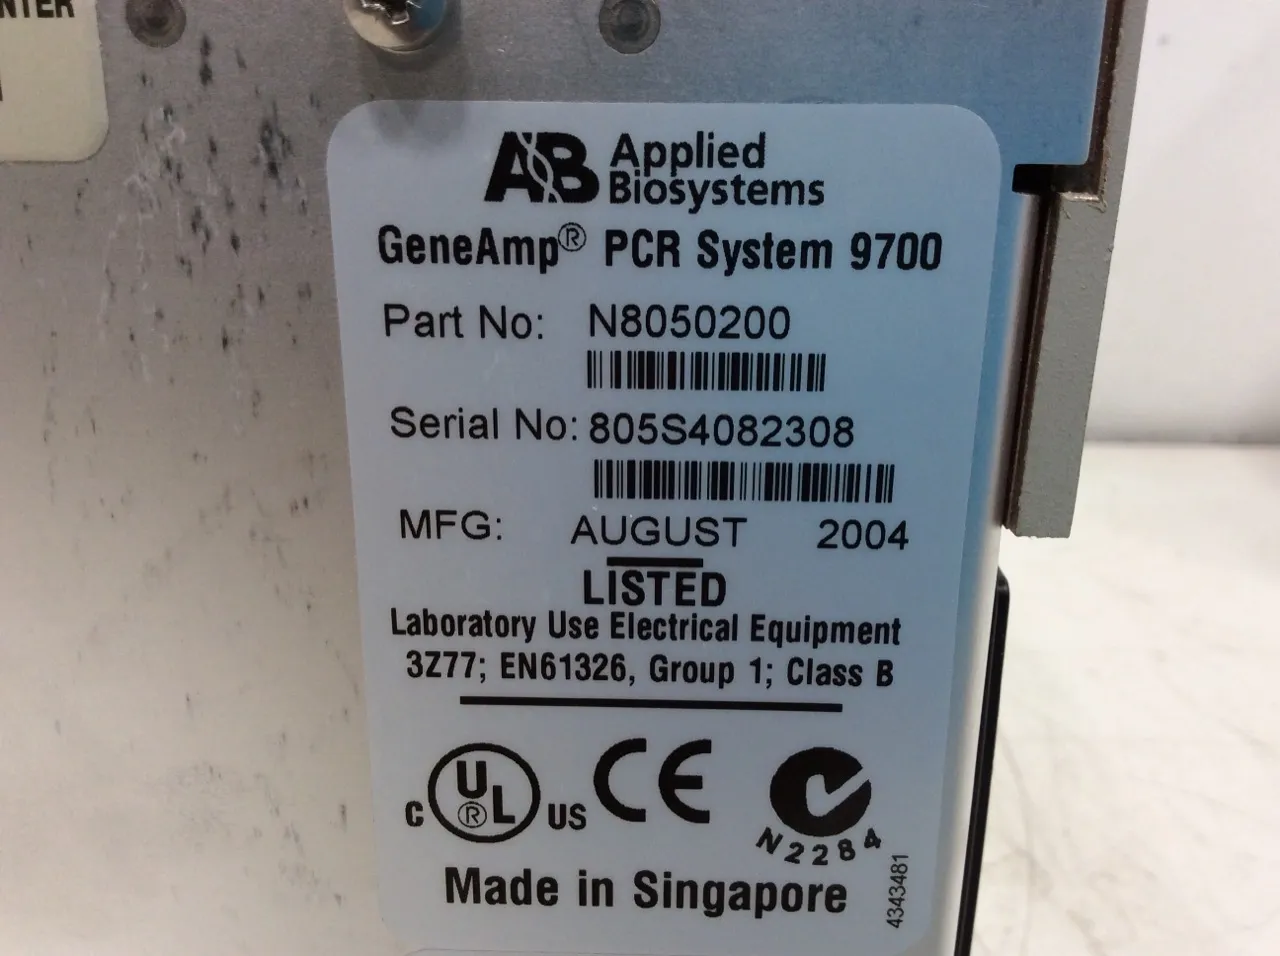 Applied
Biosystems
GeneAmp® PCR System 9700
Part No: N8050200
Serial No: 805S4082308
MFG: AUGUST 2004
LISTED
Laboratory Use Electrical Equipment
3Z77; EN61326, Group 1; Class B
C UL® US CE N2284
Made in Singapore
4343481